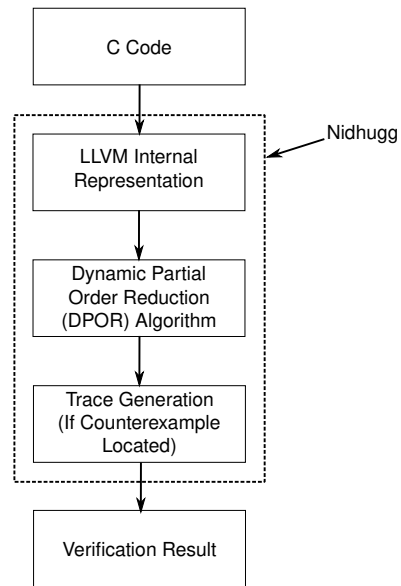 C Code
Nidhugg
LLVM Internal
Representation
Dynamic Partial
Order Reduction
(DPOR) Algorithm
Trace Generation
(If Counterexample
Located)
Verification Result